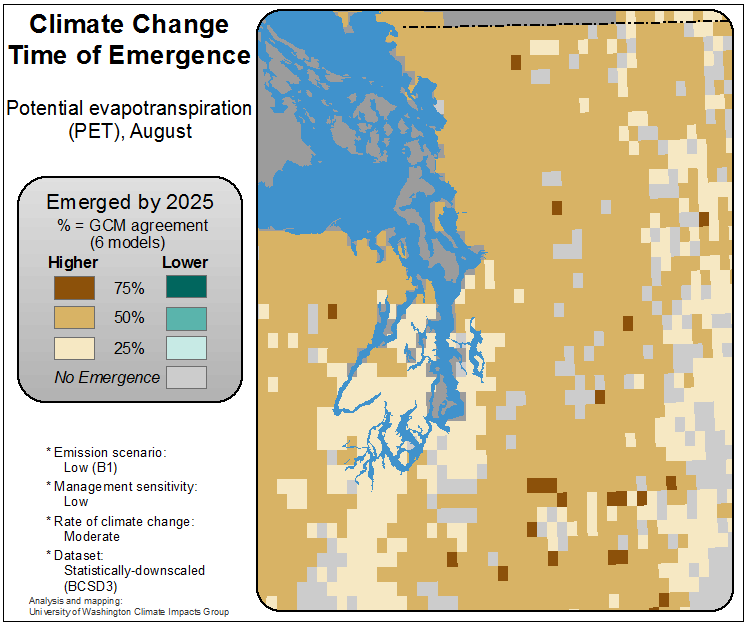 Climate Change
Time of Emergence
Potential evapotranspiration
(PET), August
Emerged by 2025
% = GCM agreement
(6 models)
Higher Lower
75%
50%
25%
No Emergence
* Emission scenario:
Low (B1)
* Management sensitivity:
Low
* Rate of climate change:
Moderate
* Dataset:
Statistically-downscaled
(BCSD3)
Analysis and mapping:
University of Washington Climate Impacts Group